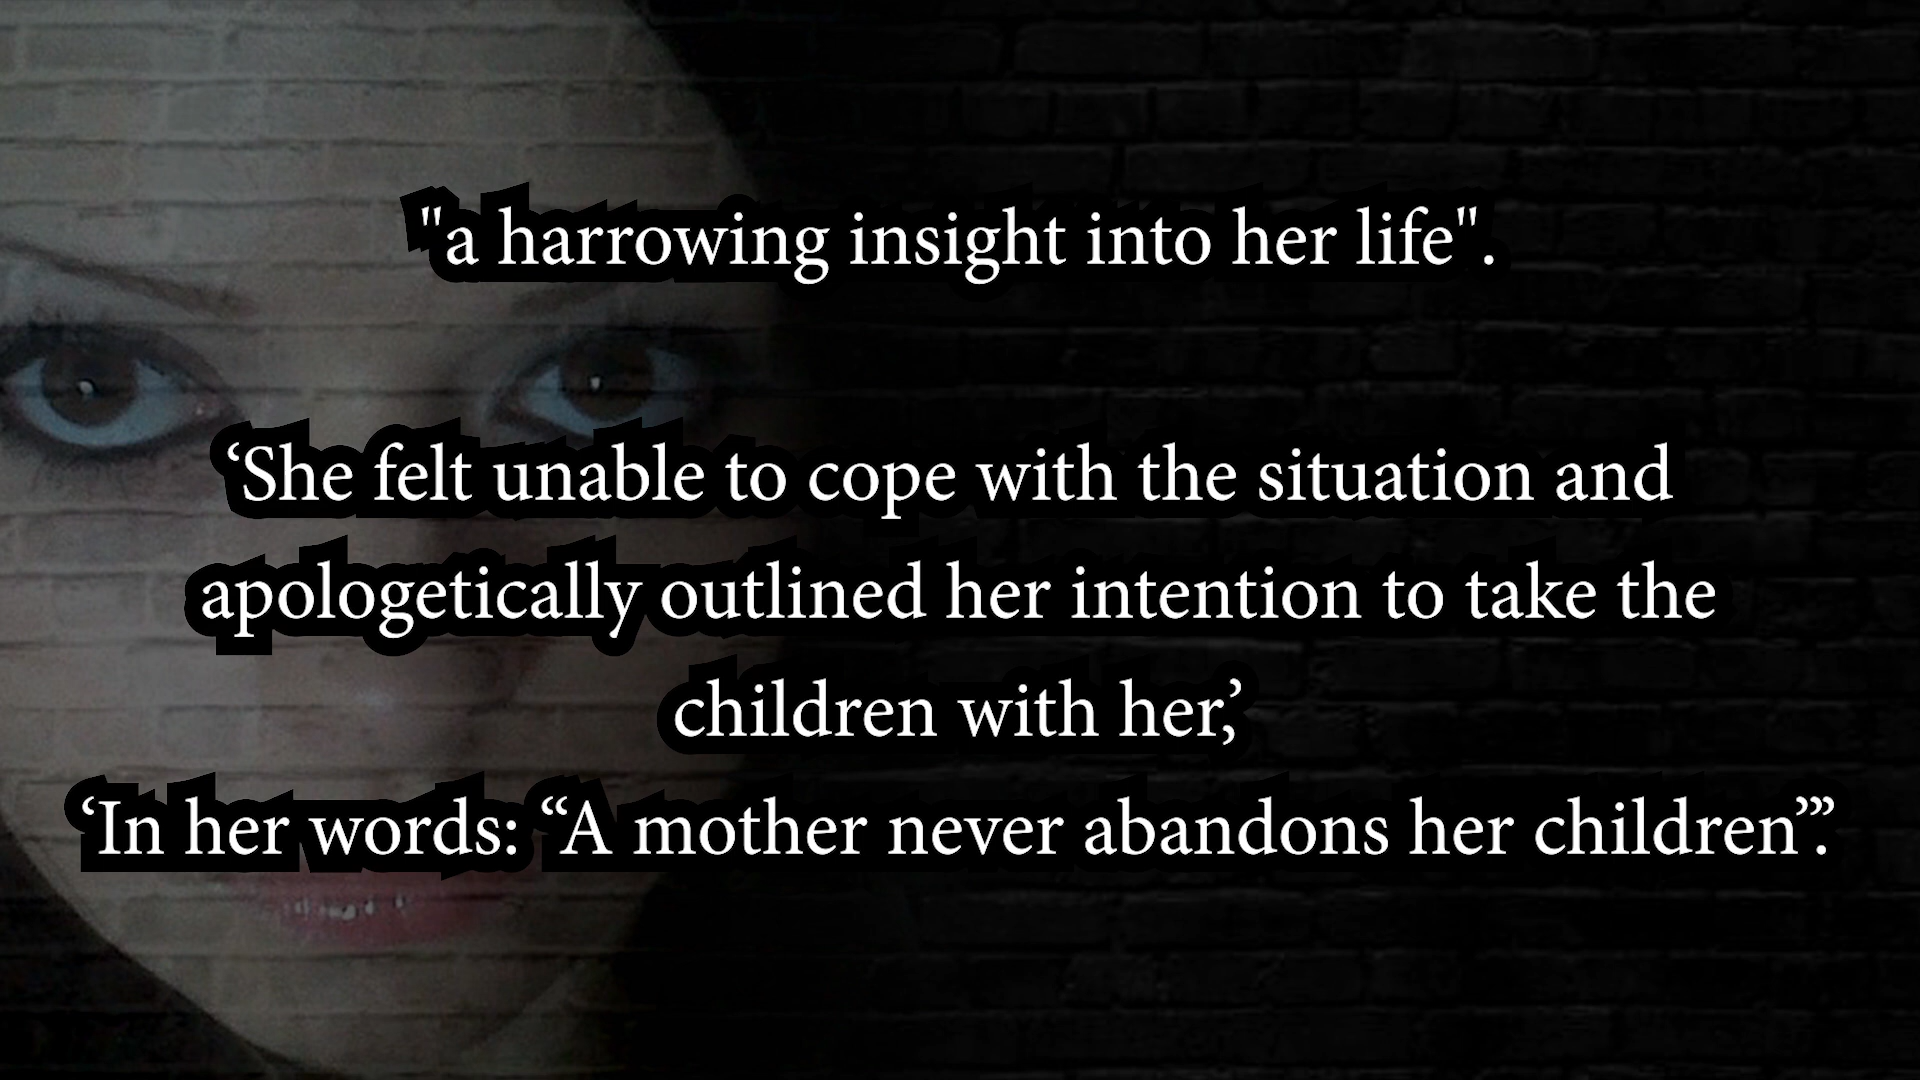 "a harrowing insight into her life".
‘She felt unable to cope with the situation and
apologetically outlined her intention to take the
children with her,’
‘In her words: “A mother never abandons her children”’.